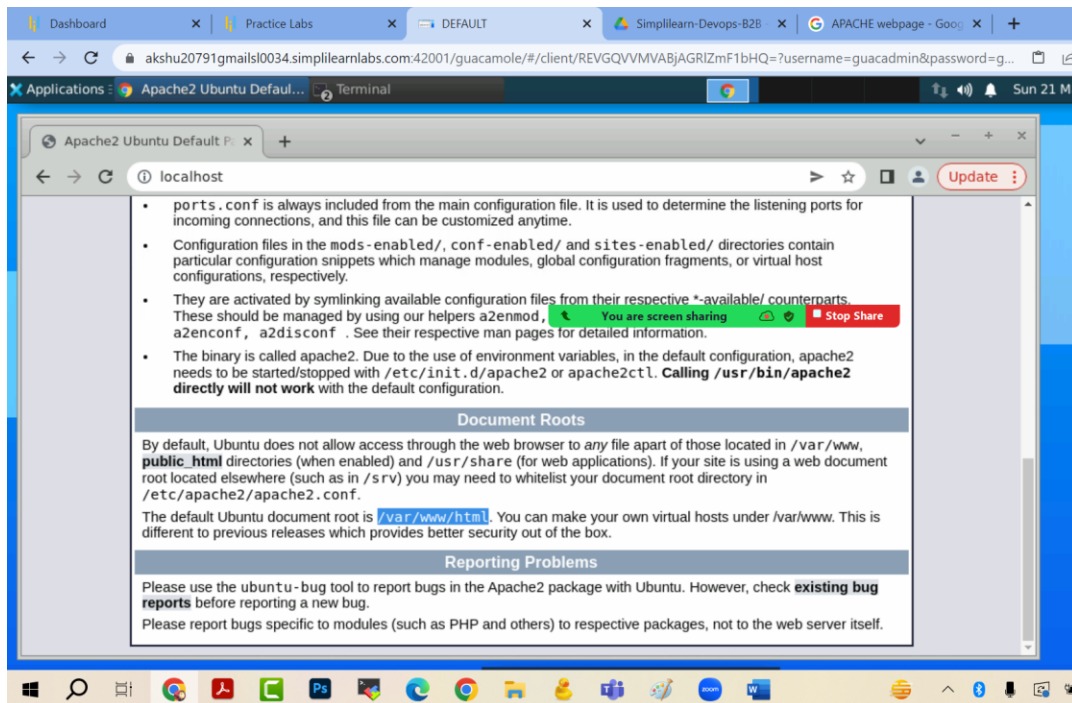 Dashboard
Practice Labs
DEFAULT
Simplilearn-Devops-B2B
APACHE webpage - Goog
akshu20791gmailsl0034.simplilearnlabs.com:42001/guacamole/#/client/REVGQVVMVABjAGRlZmF1bHQ=?username=guacadmin&password=g...
Applications
Apache2 Ubuntu Defaul...
Terminal
Sun 21 M
Apache2 Ubuntu Default P
localhost
Update
• ports.conf is always included from the main configuration file. It is used to determine the listening ports for
incoming connections, and this file can be customized anytime.
• Configuration files in the mods-enabled/, conf-enabled/ and sites-enabled/ directories contain
particular configuration snippets which manage modules, global configuration fragments, or virtual host
configurations, respectively.
• They are activated by symlinking available configuration files from their respective *-available/ counterparts.
These should be managed by using our helpers a2enmod,
You are screen sharing
Stop Share
a2enconf, a2disconf . See their respective man pages for detailed information.
• The binary is called apache2. Due to the use of environment variables, in the default configuration, apache2
needs to be started/stopped with /etc/init.d/apache2 or apache2ctl. Calling /usr/bin/apache2
directly will not work with the default configuration.
Document Roots
By default, Ubuntu does not allow access through the web browser to any file apart of those located in /var/www,
public_html directories (when enabled) and /usr/share (for web applications). If your site is using a web document
root located elsewhere (such as in /srv) you may need to whitelist your document root directory in
/etc/apache2/apache2.conf.
The default Ubuntu document root is /var/www/html. You can make your own virtual hosts under /var/www. This is
different to previous releases which provides better security out of the box.
Reporting Problems
Please use the ubuntu-bug tool to report bugs in the Apache2 package with Ubuntu. However, check existing bug
reports before reporting a new bug.
Please report bugs specific to modules (such as PHP and others) to respective packages, not to the web server itself.
Ps
zoom